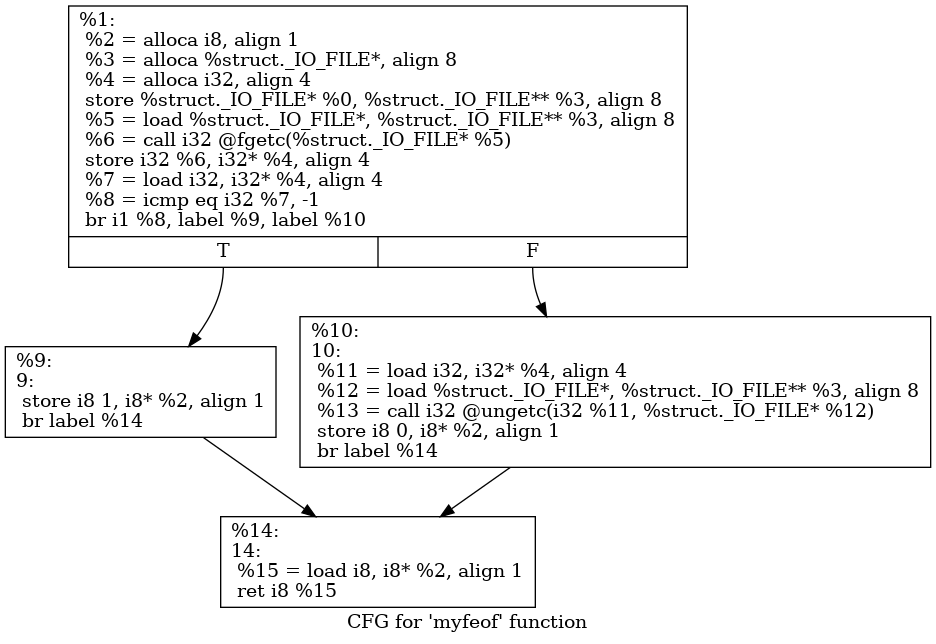 %1:
%2 = alloca i8, align 1
%3 = alloca %struct._IO_FILE*, align 8
%4 = alloca i32, align 4
store %struct._IO_FILE* %0, %struct._IO_FILE** %3, align 8
%5 = load %struct._IO_FILE*, %struct._IO_FILE** %3, align 8
%6 = call i32 @fgetc(%struct._IO_FILE* %5)
store i32 %6, i32* %4, align 4
%7 = load i32, i32* %4, align 4
%8 = icmp eq i32 %7, -1
br i1 %8, label %9, label %10
T
F
%9:
9:
store i8 1, i8* %2, align 1
br label %14
%10:
10:
%11 = load i32, i32* %4, align 4
%12 = load %struct._IO_FILE*, %struct._IO_FILE** %3, align 8
%13 = call i32 @ungetc(i32 %11, %struct._IO_FILE* %12)
store i8 0, i8* %2, align 1
br label %14
%14:
14:
%15 = load i8, i8* %2, align 1
ret i8 %15
CFG for 'myfeof' function